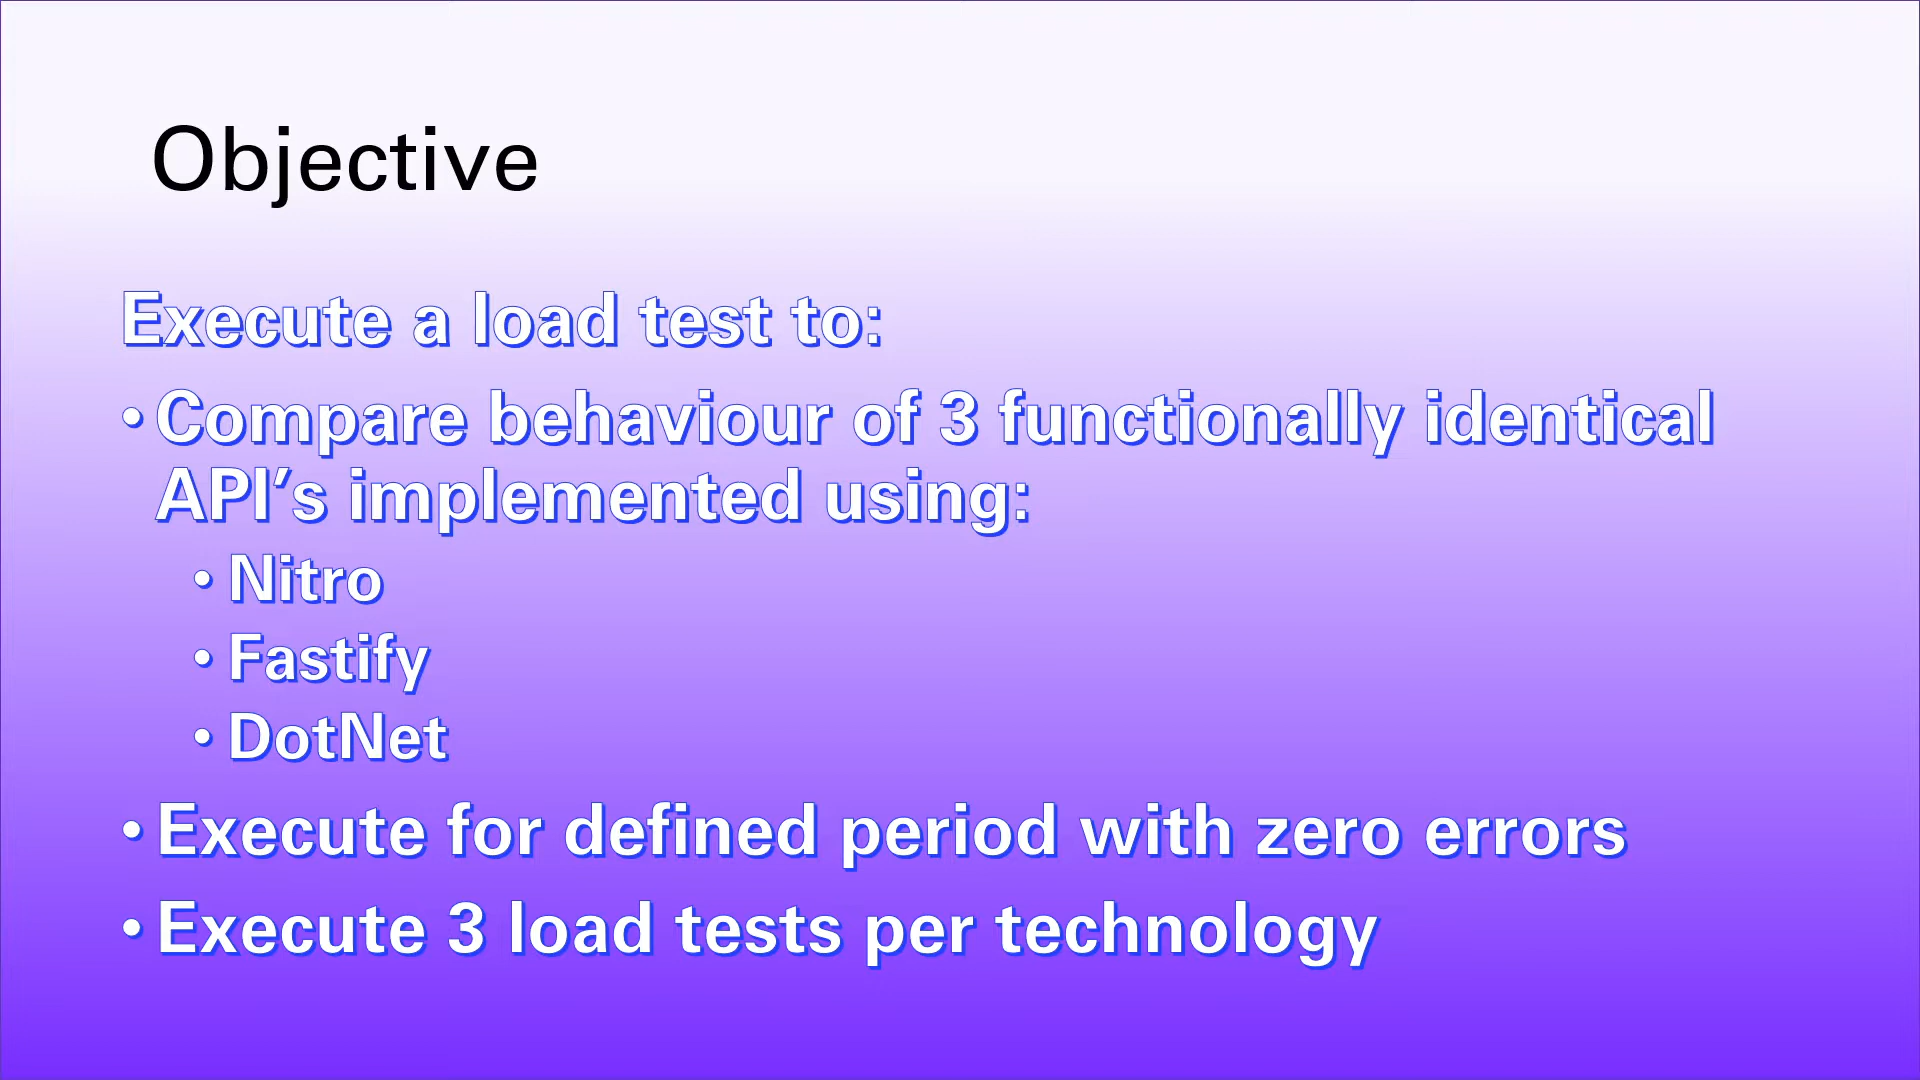 Objective
Execute a load test to:
• Compare behaviour of 3 functionally identical
API’s implemented using:
• Nitro
• Fastify
• DotNet
• Execute for defined period with zero errors
• Execute 3 load tests per technology